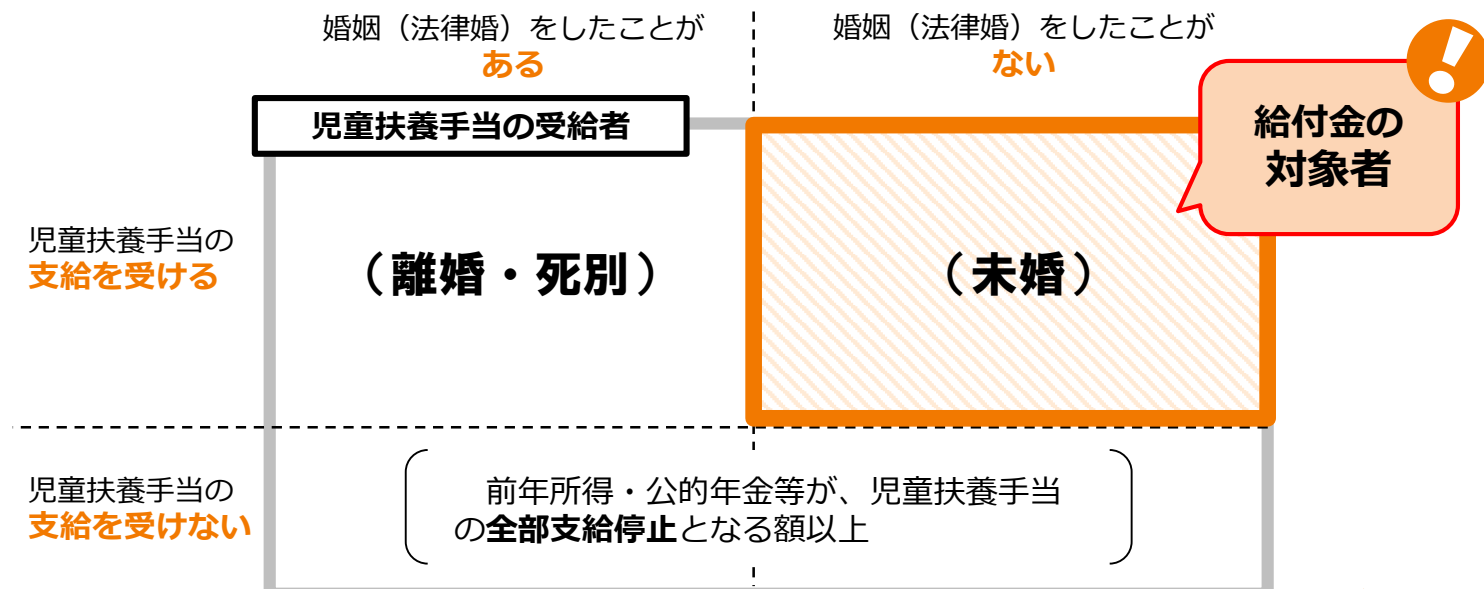 婚姻（法律婚）をしたことが
ある
婚姻（法律婚）をしたことが
ない
児童扶養手当の受給者
給付金の
対象者
児童扶養手当の
支給を受ける
（離婚・死別）
（未婚）
児童扶養手当の
支給を受けない
前年所得・公的年金等が、児童扶養手当
の全部支給停止となる額以上